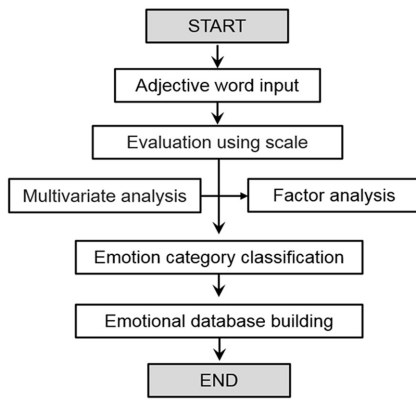 START
Adjective word input
Evaluation using scale
Multivariate analysis
Factor analysis
Emotion category classification
Emotional database building
END